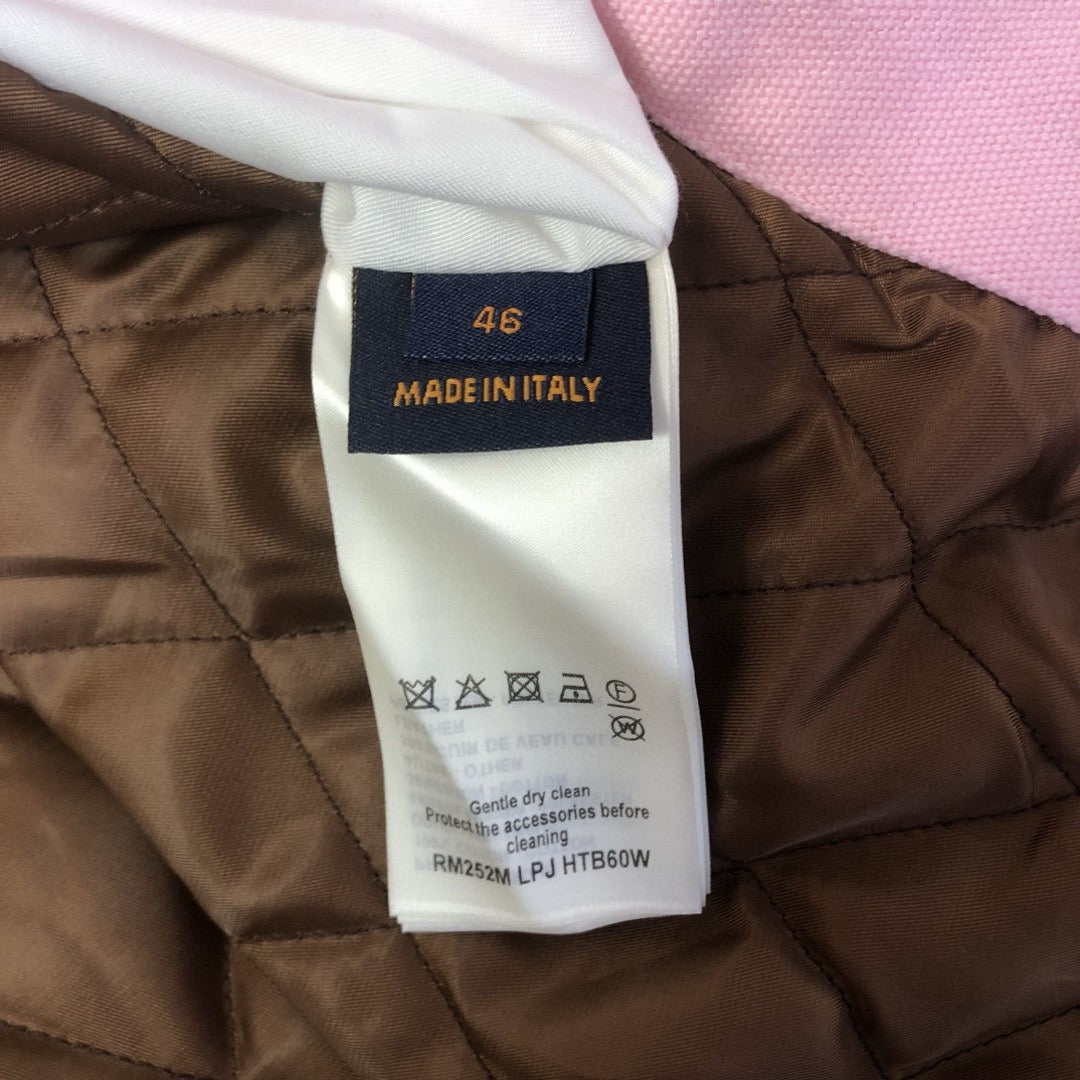 46
MADE IN ITALY
F
W
Gentle dry clean
Protect the accessories before
cleaning
RM252M LPJ HTB60W